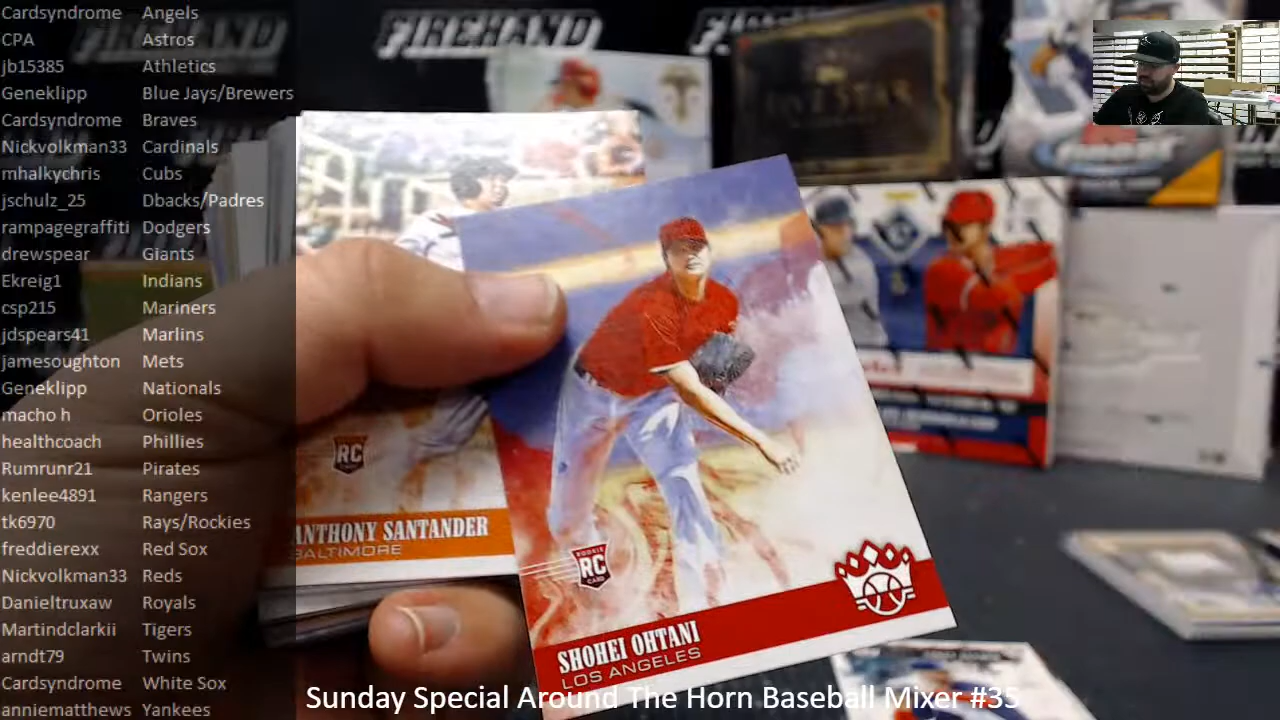 Cardsyndrome Angels
CPA Astros
jb15385 Athletics
Geneklipp Blue Jays/Brewers
Cardsyndrome Braves
Nickvolkman33 Cardinals
mhalkychris Cubs
jschulz_25 Dbacks/Padres
rampagegraffiti Dodgers
drewspear Giants
Ekreig1 Indians
csp215 Mariners
jdspears41 Marlins
jamesoughton Mets
Geneklipp Nationals
macho h Orioles
healthcoach Phillies
Rumrunr21 Pirates
kenlee4891 Rangers
tk6970 Rays/Rockies
freddierexx Red Sox
Nickvolkman33 Reds
Danieltruxaw Royals
Martindclarkii Tigers
arndt79 Twins
Cardsyndrome White Sox
anniematthews Yankees
FIREHAND
FIREHAND
RC
ANTHONY SANTANDER
BALTIMORE
ROOKIE
RC
CARD
SHOHEI OHTANI
LOS ANGELES
Sunday Special Around The Horn Baseball Mixer #35